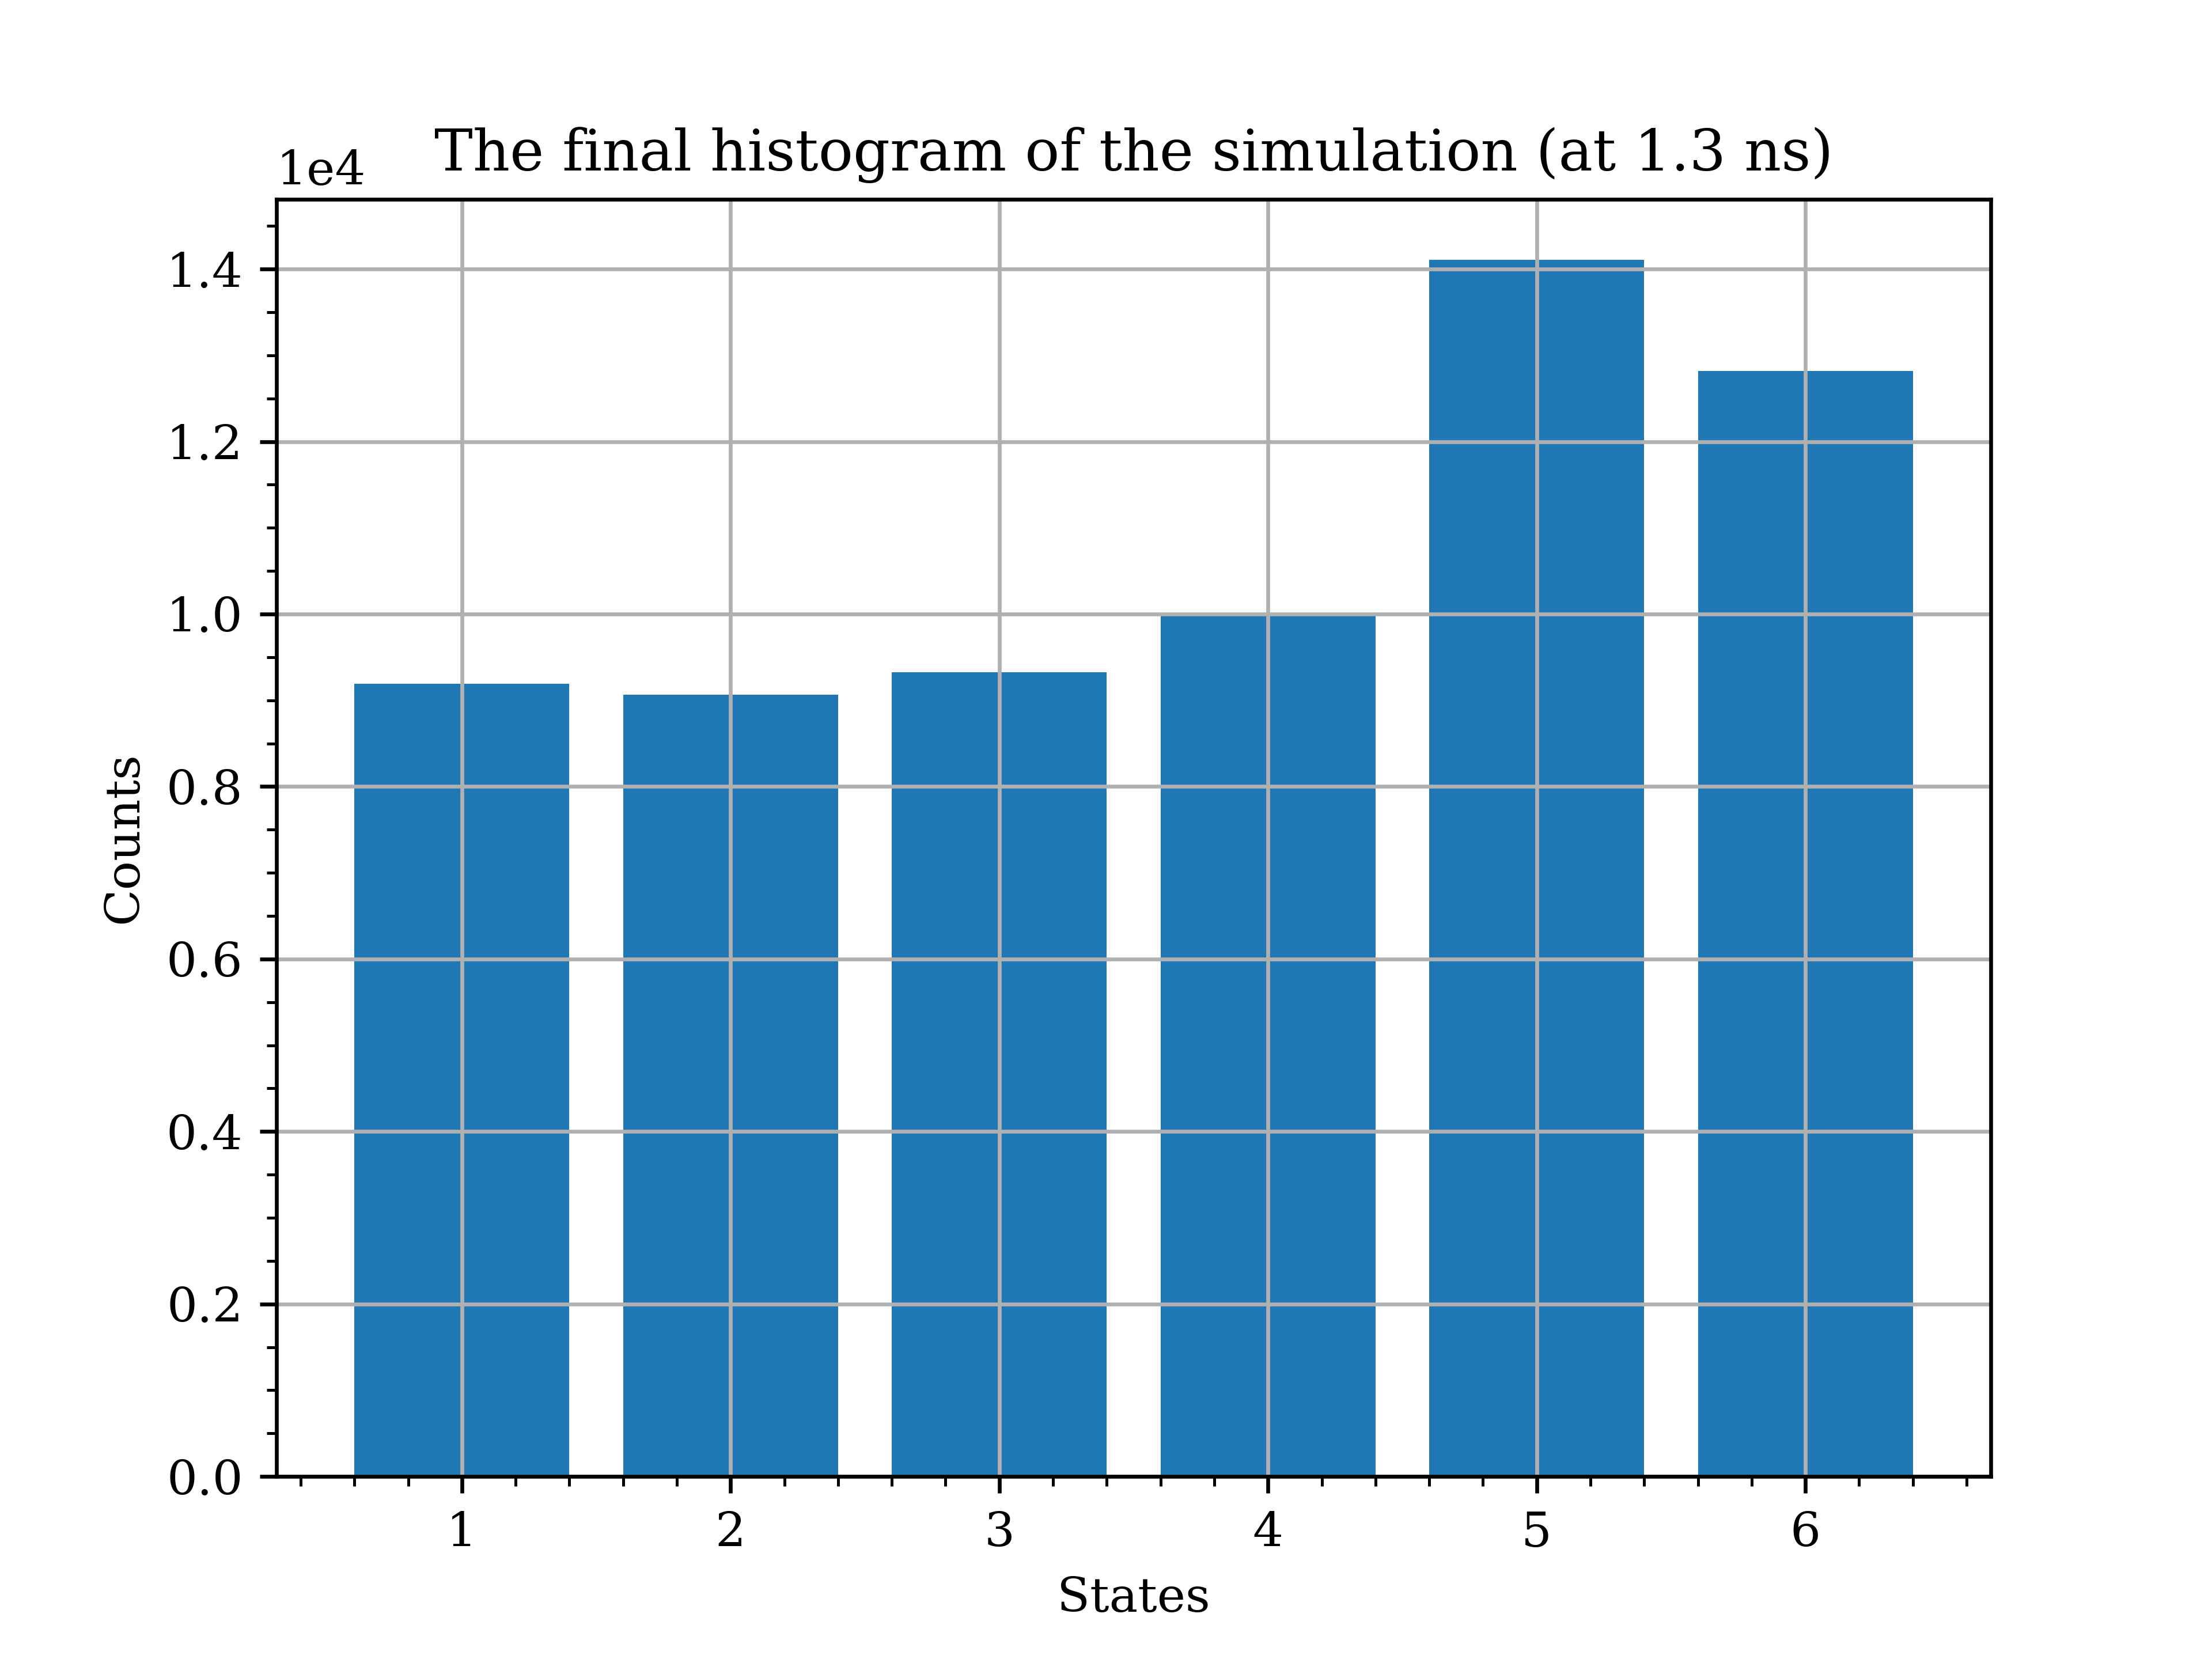 The final histogram of the simulation (at 1.3 ns)
1e4
1.4
1.2
1.0
0.8
0.6
0.4
0.2
0.0
Counts
1 2 3 4 5 6
States